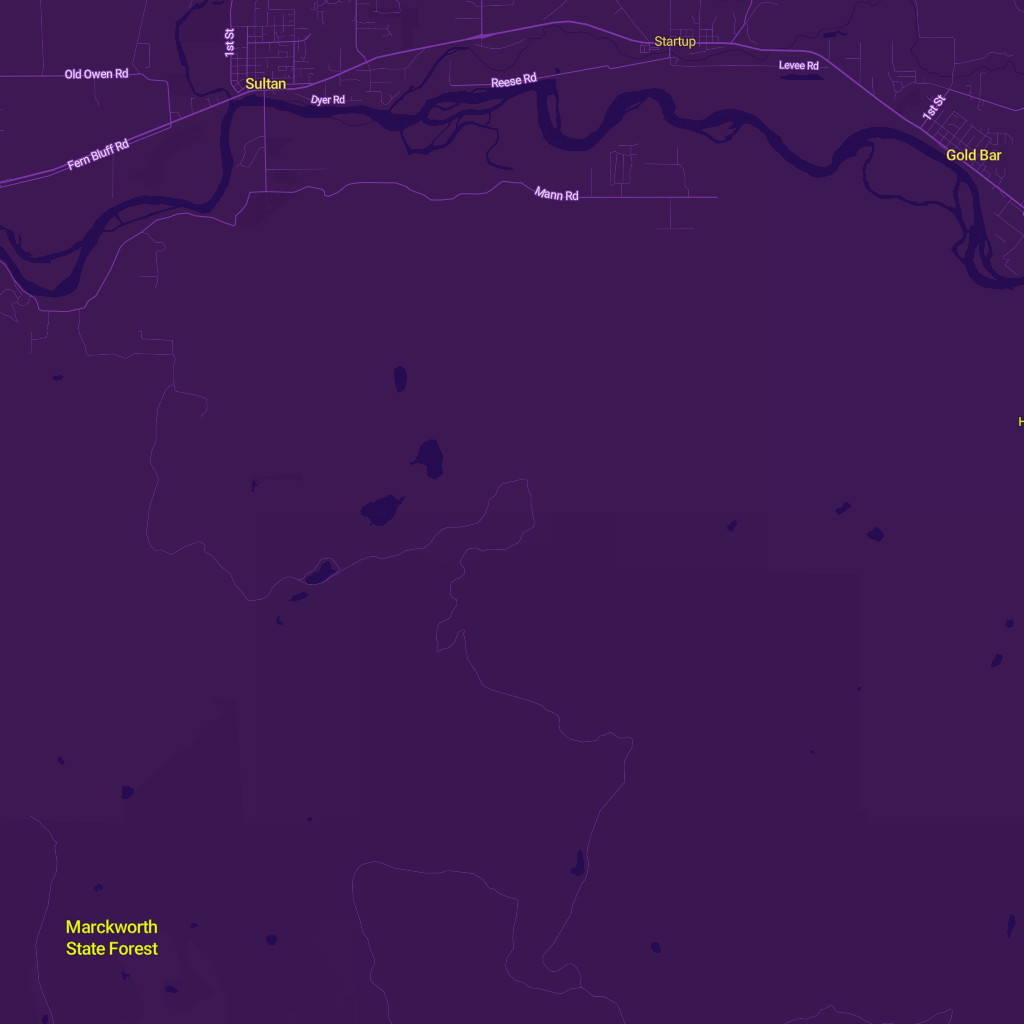 1st St
Startup
Old Owen Rd
Levee Rd
Sultan
Reese Rd
Dyer Rd
1st St
Fern Bluff Rd
Gold Bar
Mann Rd
Marckworth
State Forest